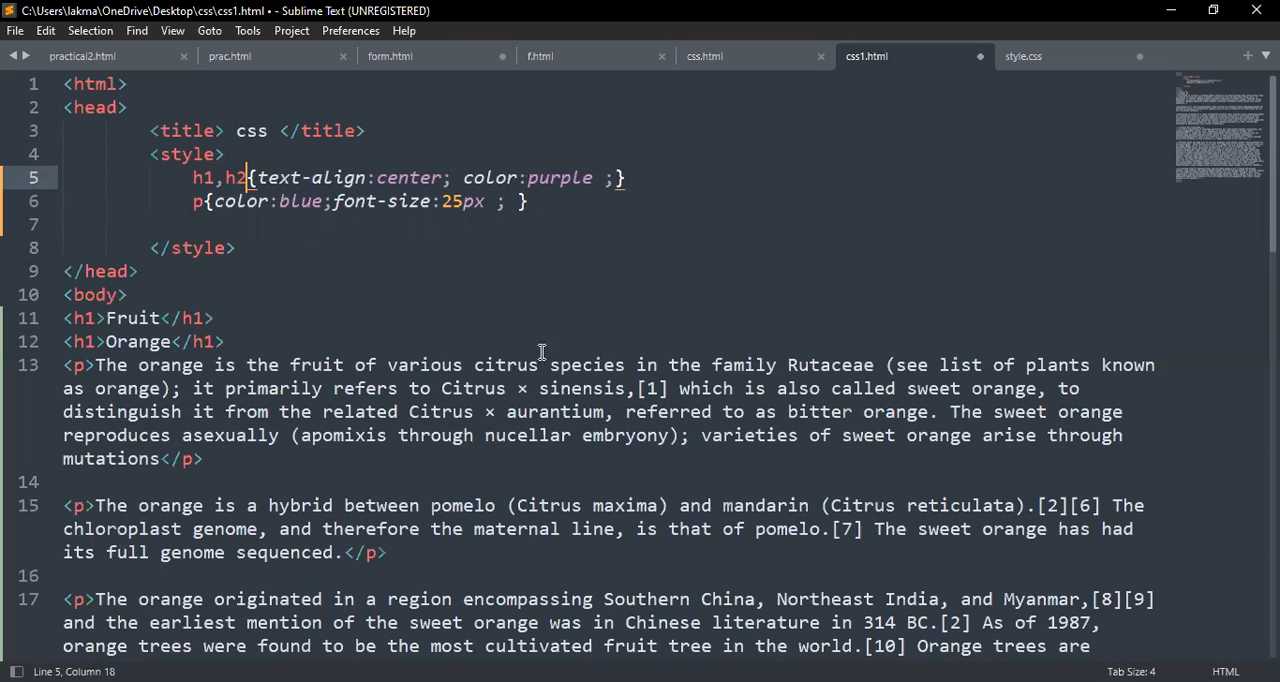 C:\Users\lakma\OneDrive\Desktop\css\css1.html • - Sublime Text (UNREGISTERED)
File Edit Selection Find View Goto Tools Project Preferences Help
practical2.html prac.html form.html f.html css.html css1.html style.css
1 <html>
2 <head>
3 <title> css </title>
4 <style>
5 h1,h2{text-align:center; color:purple ;}
6 p{color:blue;font-size:25px ; }
7
8 </style>
9 </head>
10 <body>
11 <h1>Fruit</h1>
12 <h1>Orange</h1>
13 <p>The orange is the fruit of various citrus species in the family Rutaceae (see list of plants known
as orange); it primarily refers to Citrus × sinensis,[1] which is also called sweet orange, to
distinguish it from the related Citrus × aurantium, referred to as bitter orange. The sweet orange
reproduces asexually (apomixis through nucellar embryony); varieties of sweet orange arise through
mutations</p>
14
15 <p>The orange is a hybrid between pomelo (Citrus maxima) and mandarin (Citrus reticulata).[2][6] The
chloroplast genome, and therefore the maternal line, is that of pomelo.[7] The sweet orange has had
its full genome sequenced.</p>
16
17 <p>The orange originated in a region encompassing Southern China, Northeast India, and Myanmar,[8][9]
and the earliest mention of the sweet orange was in Chinese literature in 314 BC.[2] As of 1987,
orange trees were found to be the most cultivated fruit tree in the world.[10] Orange trees are
Line 5, Column 18 Tab Size: 4 HTML